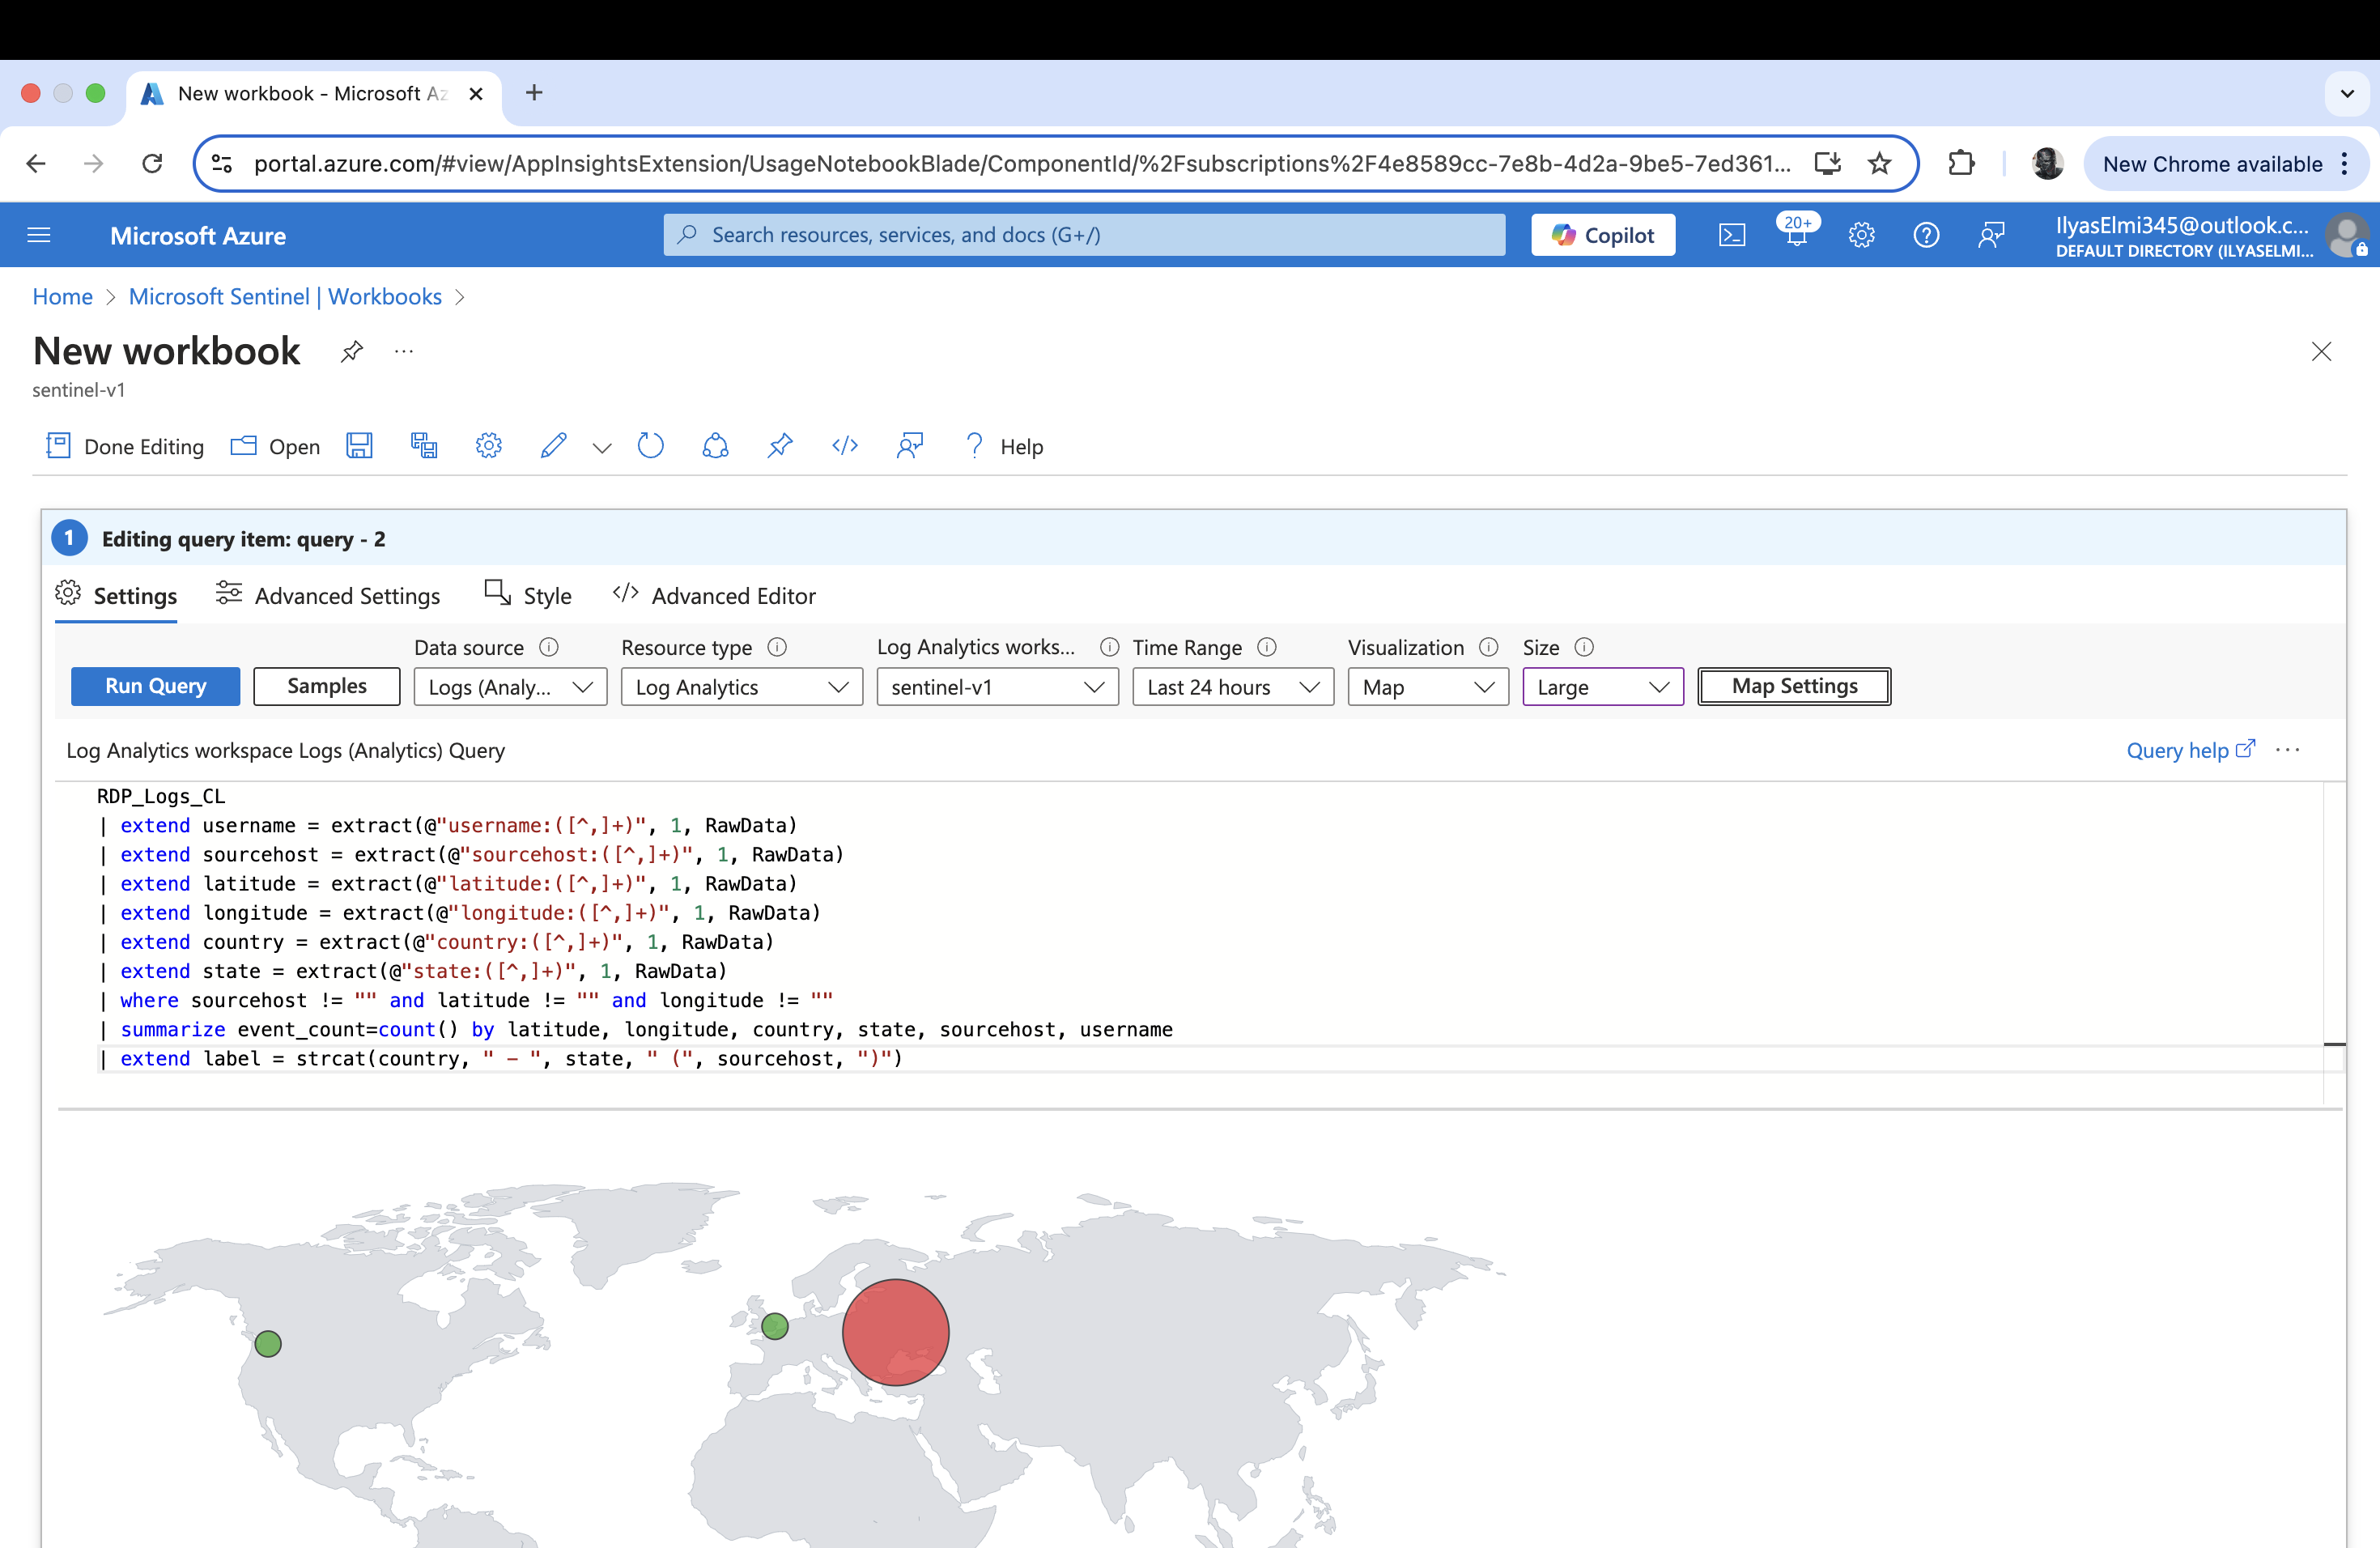 New workbook - Microsoft Az
portal.azure.com/#view/AppInsightsExtension/UsageNotebookBlade/ComponentId/%2Fsubscriptions%2F4e8589cc-7e8b-4d2a-9be5-7ed361...
New Chrome available
Microsoft Azure
Search resources, services, and docs (G+/)
Copilot
20+
IlyasElmi345@outlook.c...
DEFAULT DIRECTORY (ILYASELMI...
Home > Microsoft Sentinel | Workbooks >
New workbook
sentinel-v1
Done Editing Open Help
1 Editing query item: query - 2
Settings Advanced Settings Style Advanced Editor
Data source Resource type Log Analytics works... Time Range Visualization Size
Run Query Samples Logs (Analy... Log Analytics sentinel-v1 Last 24 hours Map Large Map Settings
Log Analytics workspace Logs (Analytics) Query Query help
RDP_Logs_CL
| extend username = extract(@"username:([^,]+)", 1, RawData)
| extend sourcehost = extract(@"sourcehost:([^,]+)", 1, RawData)
| extend latitude = extract(@"latitude:([^,]+)", 1, RawData)
| extend longitude = extract(@"longitude:([^,]+)", 1, RawData)
| extend country = extract(@"country:([^,]+)", 1, RawData)
| extend state = extract(@"state:([^,]+)", 1, RawData)
| where sourcehost != "" and latitude != "" and longitude != ""
| summarize event_count=count() by latitude, longitude, country, state, sourcehost, username
| extend label = strcat(country, " - ", state, " (", sourcehost, ")")